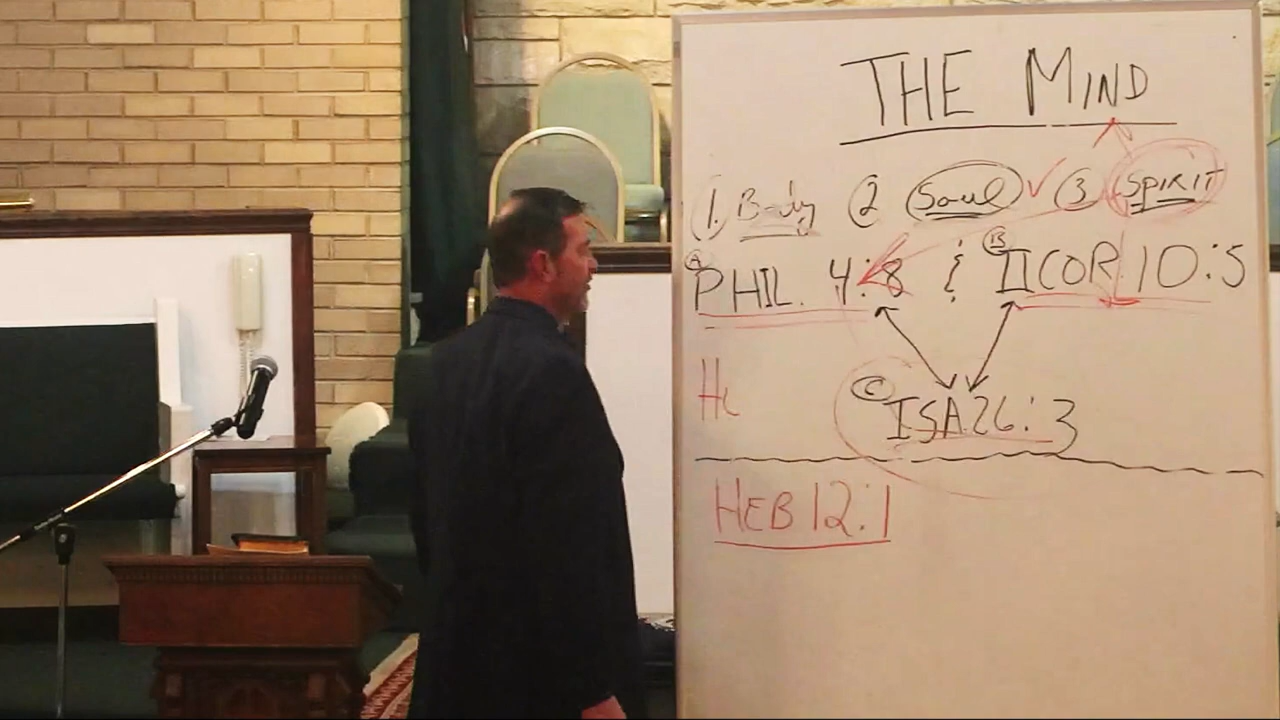 THE MIND
1. Body 2 Soul 3 SPIRIT
A PHIL. 4:8 & B II COR 10:5
He
C ISA. 26:3
HEB 12:1